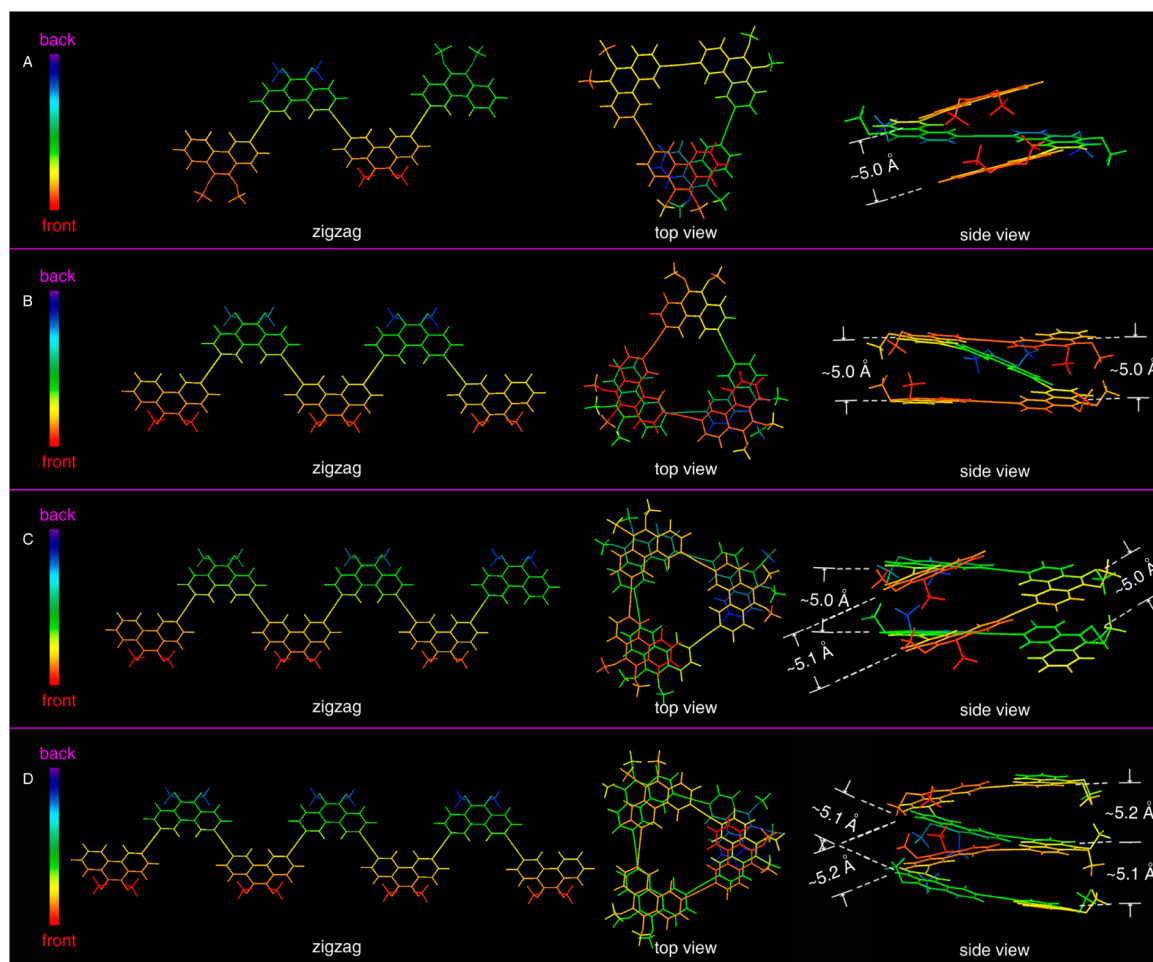 back
A
~5.0 Å
front
zigzag
top view
side view
back
B
~5.0 Å
~5.0 Å
front
zigzag
top view
side view
back
C
~5.0 Å
~5.0 Å
~5.1 Å
front
zigzag
top view
side view
back
D
~5.1 Å
~5.2 Å
~5.2 Å
~5.1 Å
front
zigzag
top view
side view